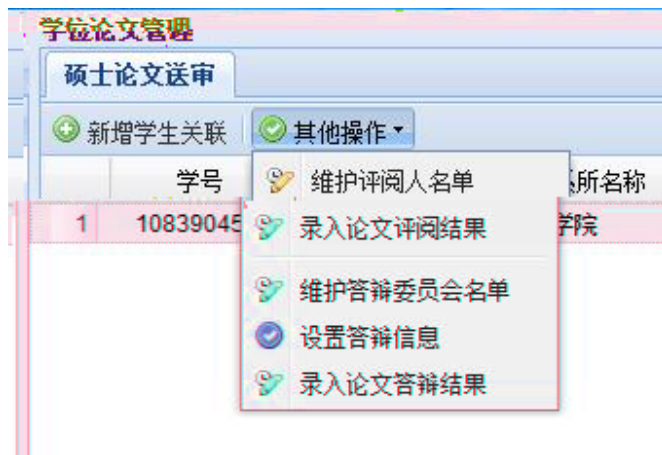 学位论文管理
硕士论文送审
新增学生关联 其他操作
学号 所名称
维护评阅人名单
1 10839045 学院
录入论文评阅结果
维护答辩委员会名单
设置答辩信息
录入论文答辩结果